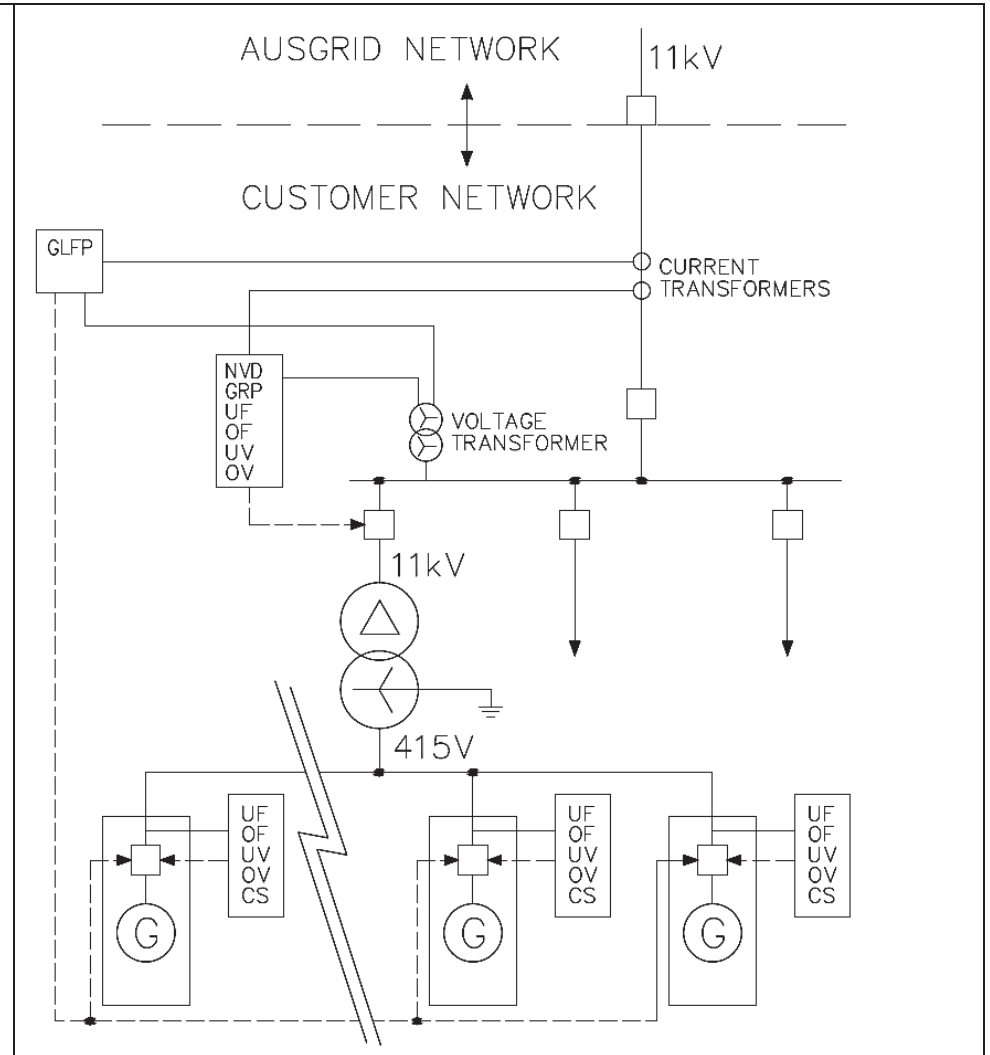 AUSGRID NETWORK
11kV
CUSTOMER NETWORK
GLFP
CURRENT
TRANSFORMERS
NVD
GRP
UF
OF
UV
OV
VOLTAGE
TRANSFORMER
11kV
415V
UF
OF
UV
OV
CS
G
UF
OF
UV
OV
CS
G
UF
OF
UV
OV
CS
G